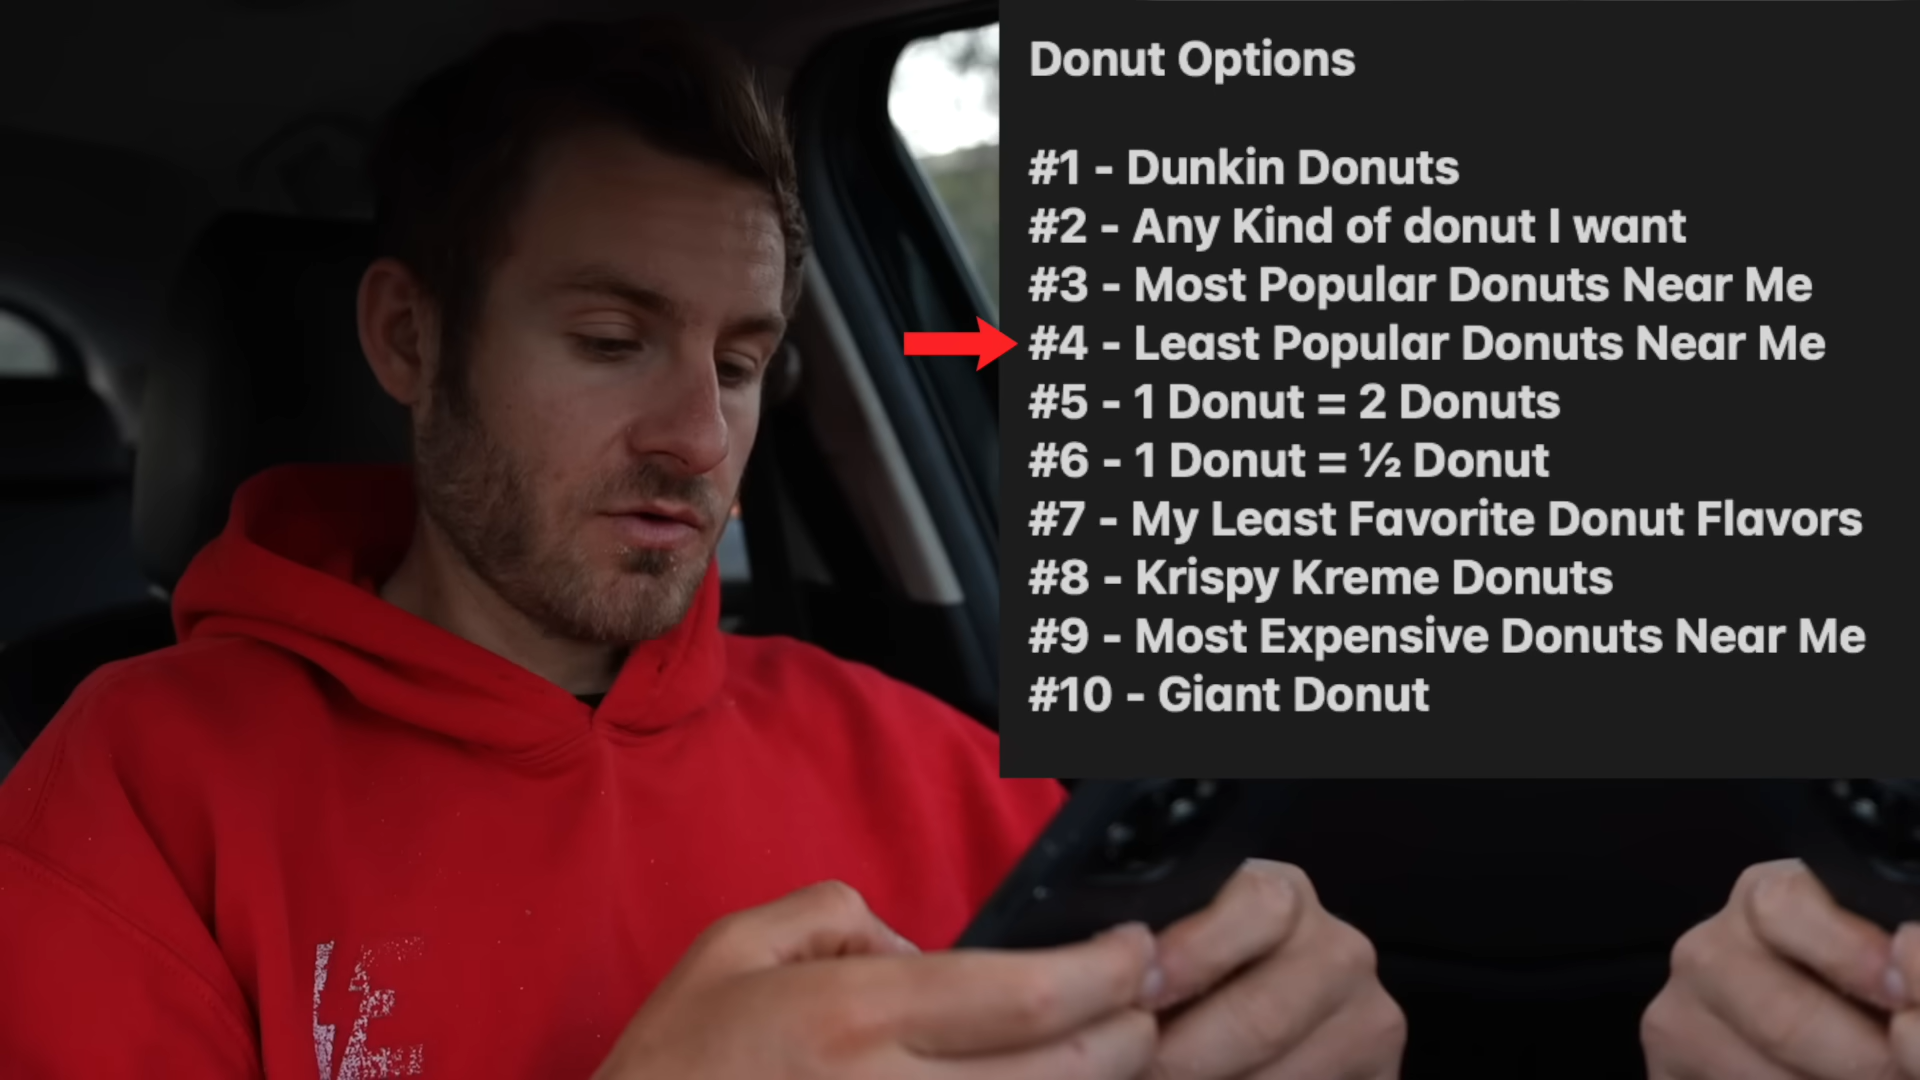 Donut Options
#1 - Dunkin Donuts
#2 - Any Kind of donut I want
#3 - Most Popular Donuts Near Me
#4 - Least Popular Donuts Near Me
#5 - 1 Donut = 2 Donuts
#6 - 1 Donut = ½ Donut
#7 - My Least Favorite Donut Flavors
#8 - Krispy Kreme Donuts
#9 - Most Expensive Donuts Near Me
#10 - Giant Donut